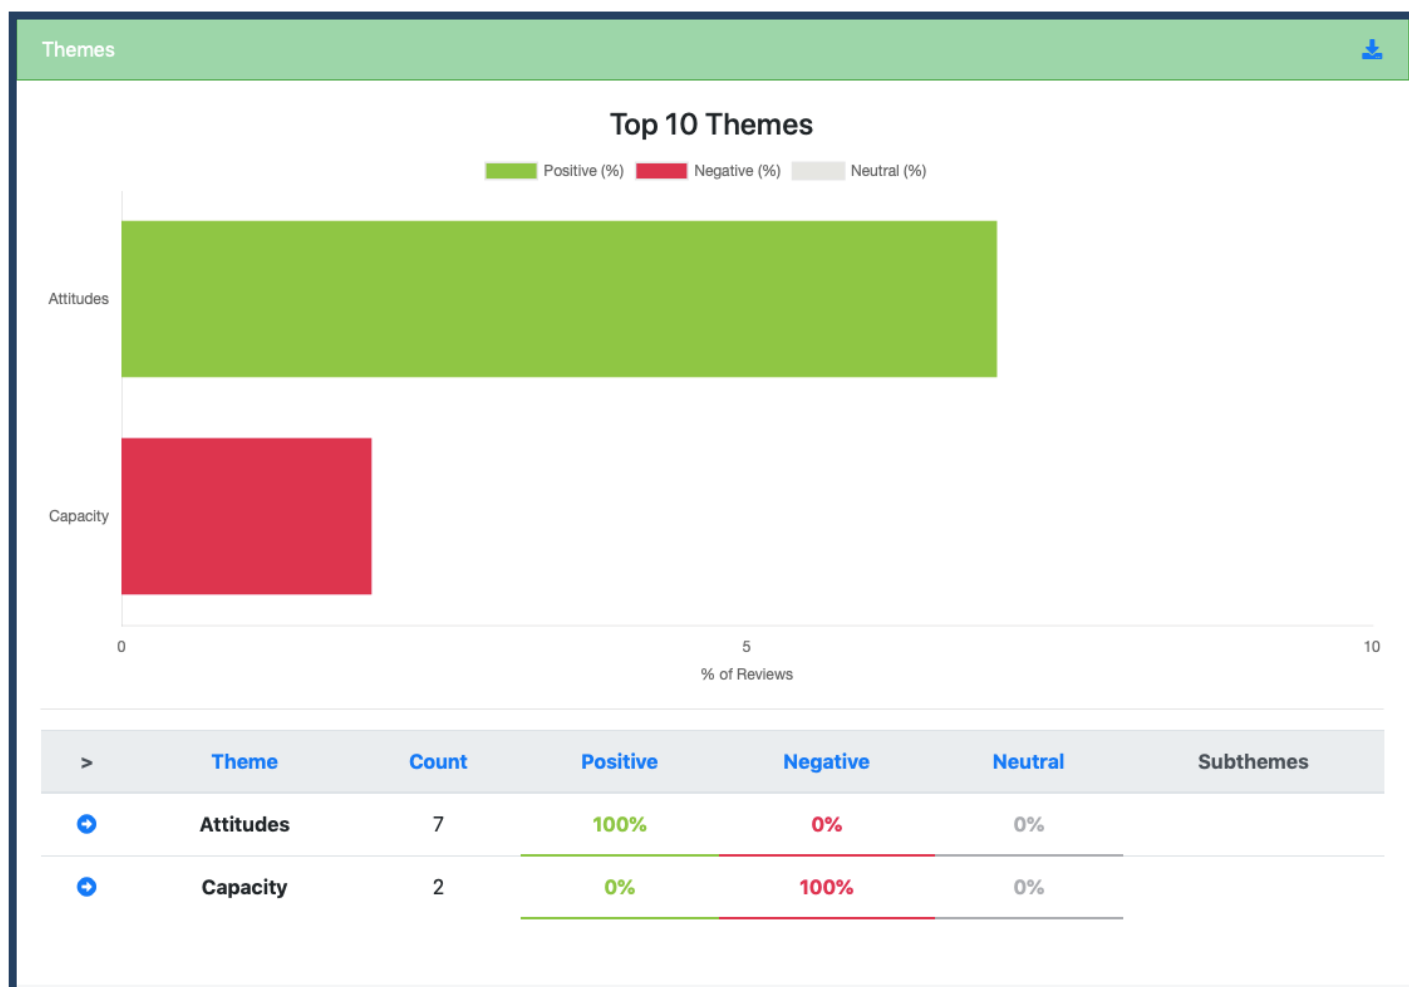 Themes
Top 10 Themes
Positive (%) Negative (%) Neutral (%)
Attitudes
Capacity
0 5 10
% of Reviews
> Theme Count Positive Negative Neutral Subthemes
Attitudes 7 100% 0% 0%
Capacity 2 0% 100% 0%